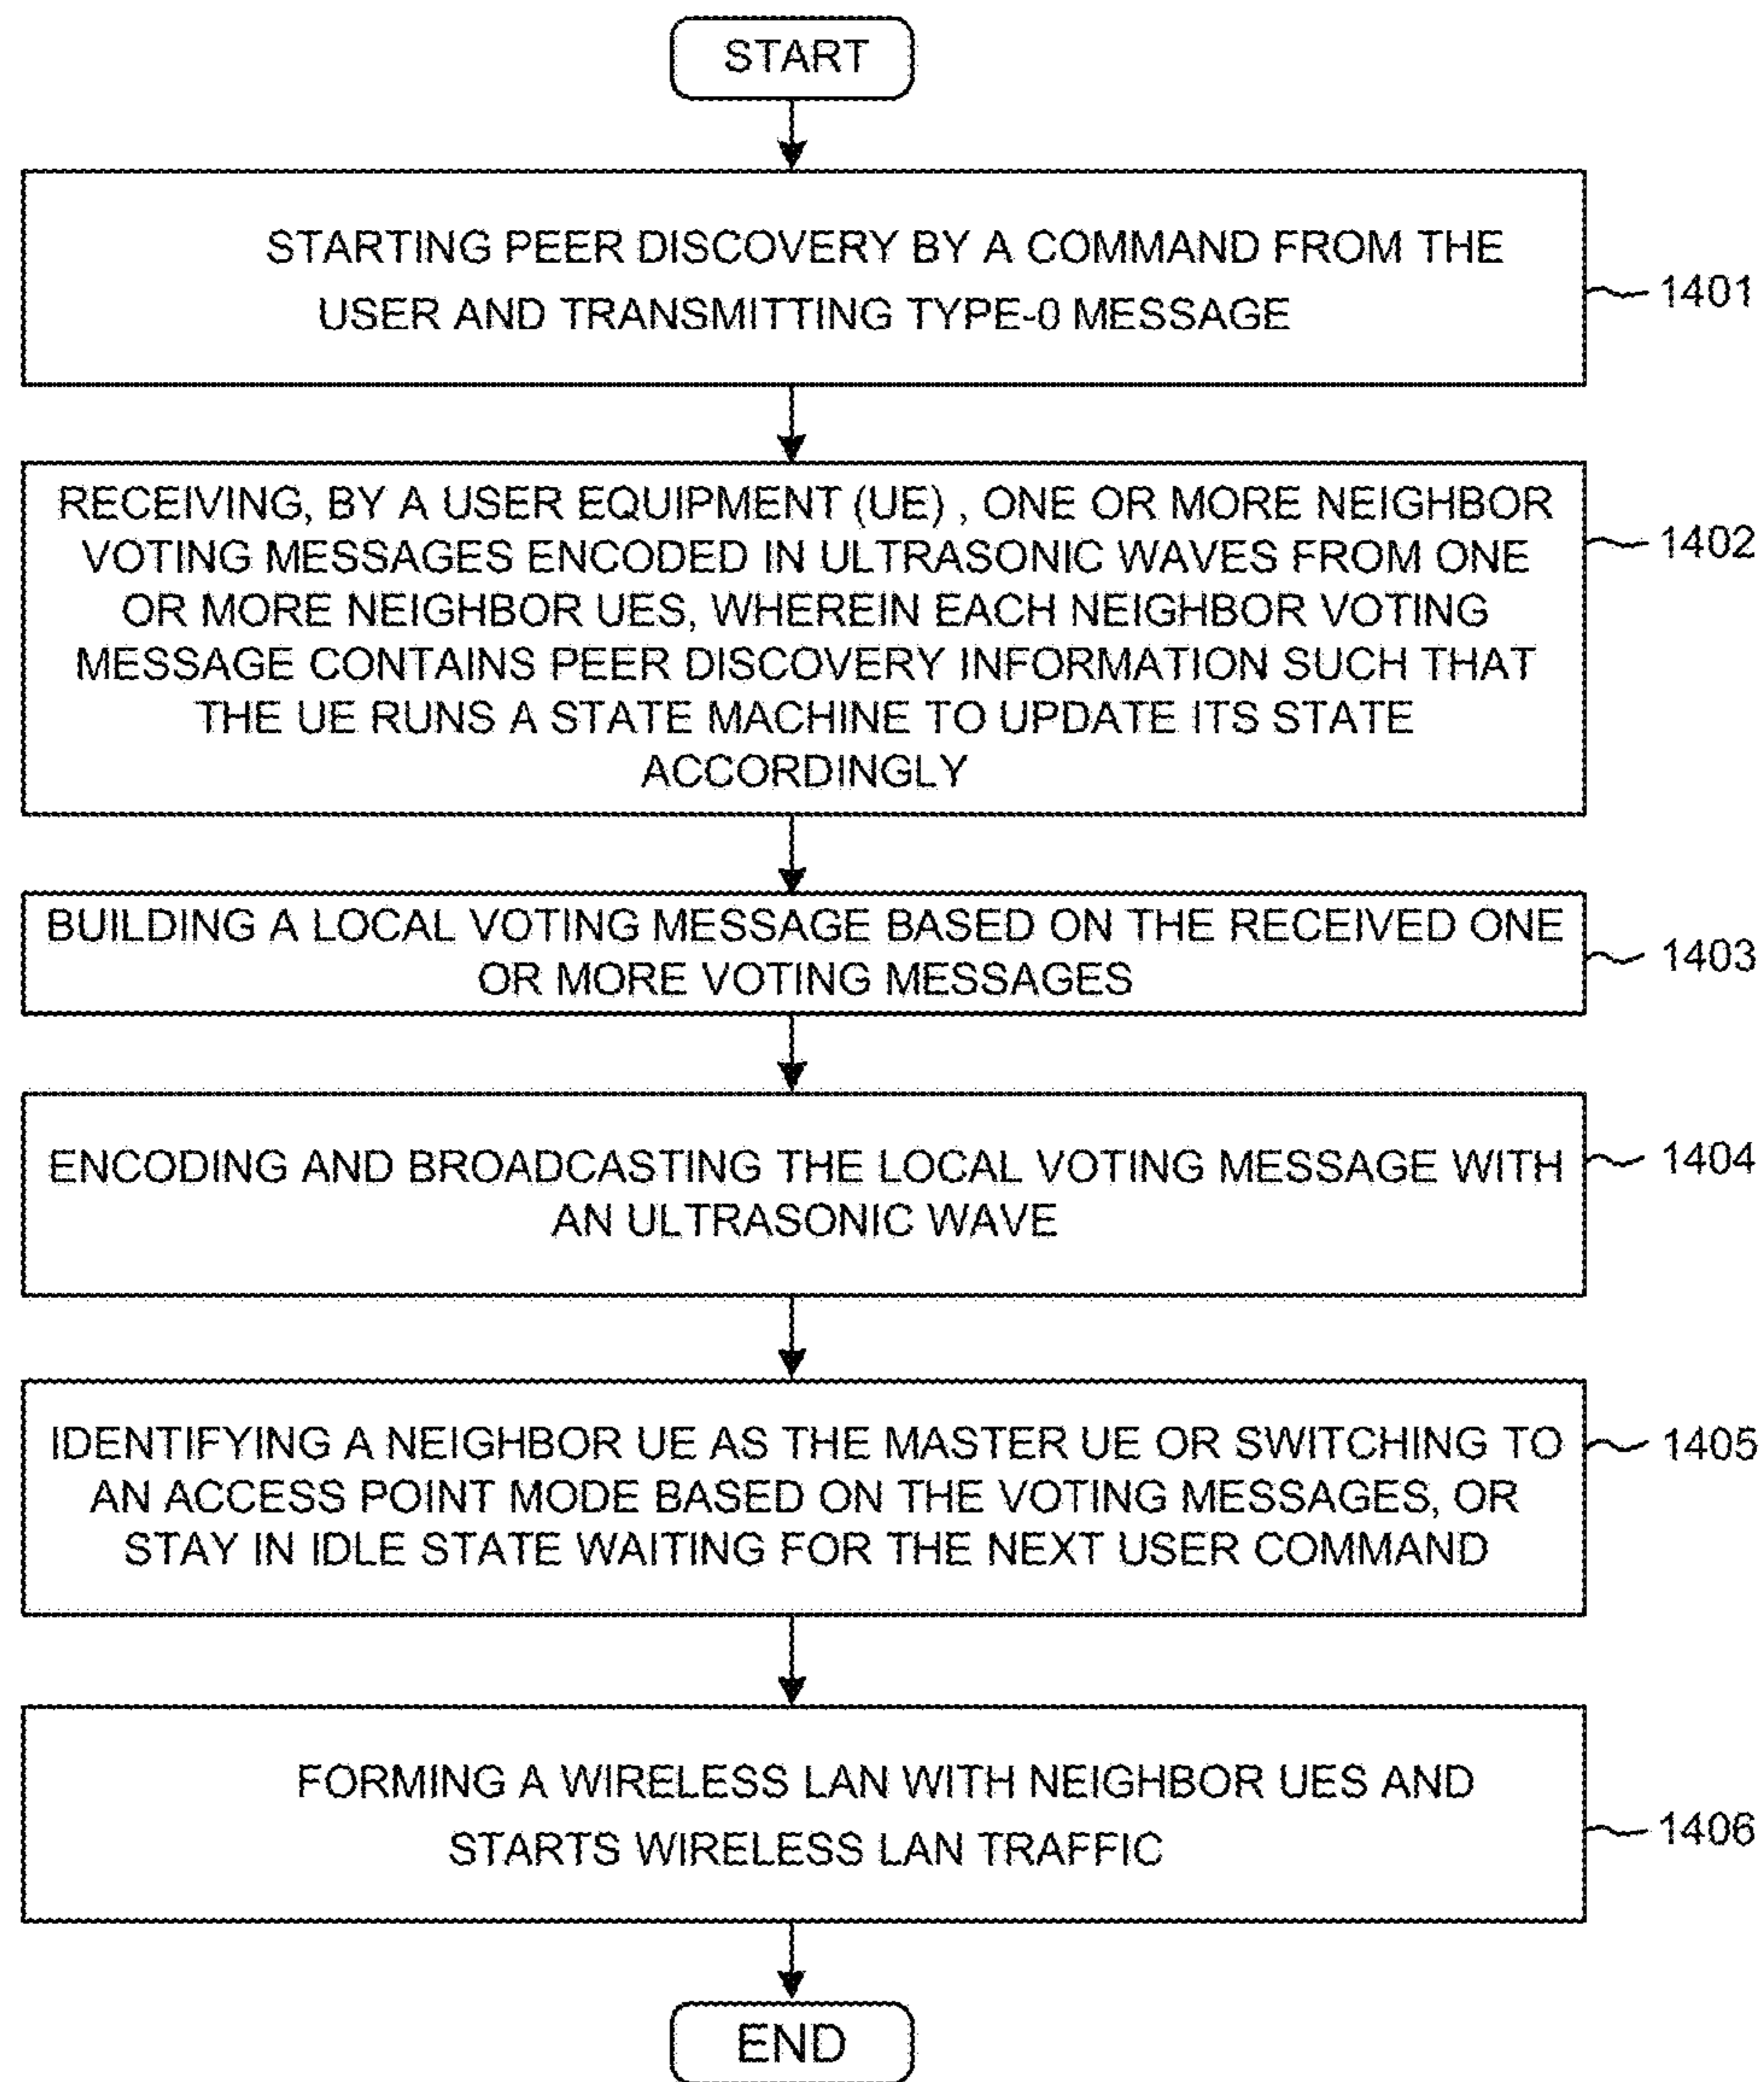 START
STARTING PEER DISCOVERY BY A COMMAND FROM THE
USER AND TRANSMITTING TYPE-0 MESSAGE
1401
RECEIVING, BY A USER EQUIPMENT (UE) , ONE OR MORE NEIGHBOR
VOTING MESSAGES ENCODED IN ULTRASONIC WAVES FROM ONE
OR MORE NEIGHBOR UES, WHEREIN EACH NEIGHBOR VOTING
MESSAGE CONTAINS PEER DISCOVERY INFORMATION SUCH THAT
THE UE RUNS A STATE MACHINE TO UPDATE ITS STATE
ACCORDINGLY
1402
BUILDING A LOCAL VOTING MESSAGE BASED ON THE RECEIVED ONE
OR MORE VOTING MESSAGES
1403
ENCODING AND BROADCASTING THE LOCAL VOTING MESSAGE WITH
AN ULTRASONIC WAVE
1404
IDENTIFYING A NEIGHBOR UE AS THE MASTER UE OR SWITCHING TO
AN ACCESS POINT MODE BASED ON THE VOTING MESSAGES, OR
STAY IN IDLE STATE WAITING FOR THE NEXT USER COMMAND
1405
FORMING A WIRELESS LAN WITH NEIGHBOR UES AND
STARTS WIRELESS LAN TRAFFIC
1406
END